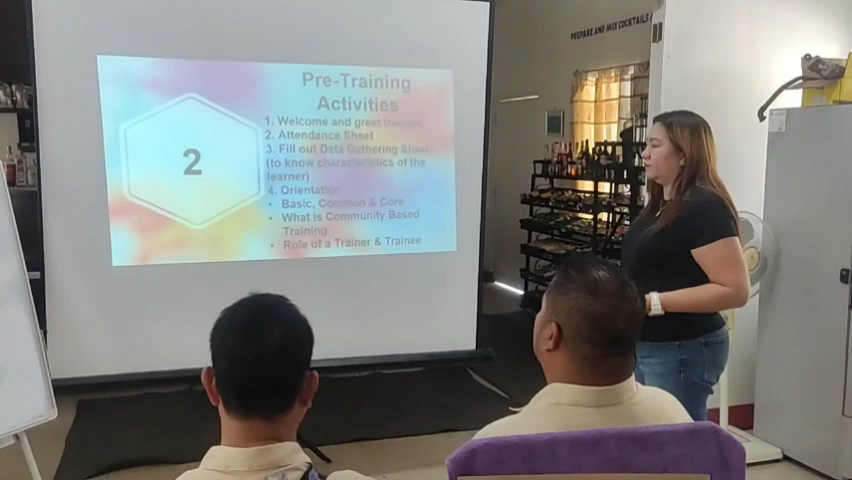 PREPARE AND MIX COCKTAILS
Pre-Training
Activities
1. Welcome and greet trainees
2. Attendance Sheet
3. Fill out Data Gathering Sheet
(to know characteristics of the
learner)
4. Orientation
• Basic, Common & Core
• What is Community Based
Training
• Role of a Trainer & Trainee
2